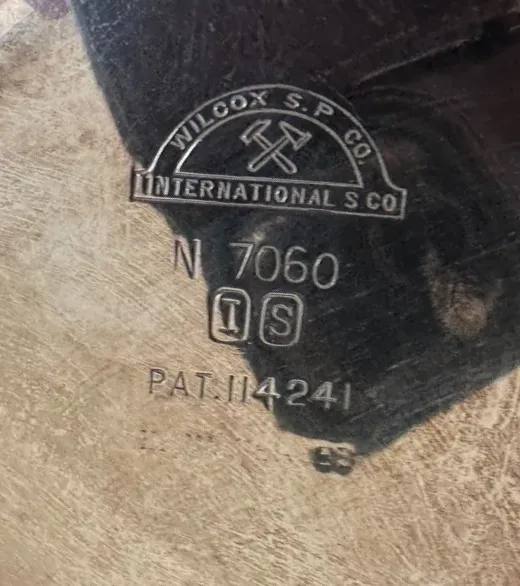 WILCOX S.P. CO.
INTERNATIONAL S CO
N 7060
I S
PAT. 114241